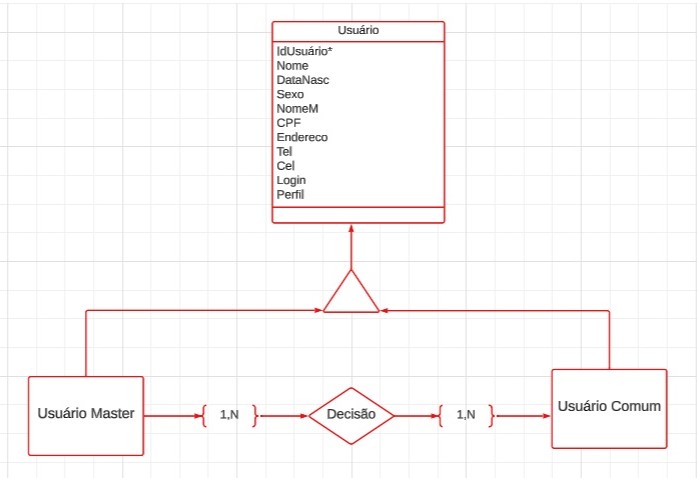 Usuário
IdUsuário*
Nome
DataNasc
Sexo
NomeM
CPF
Endereco
Tel
Cel
Login
Perfil
Usuário Master
{ 1,N }
Decisão
{ 1,N }
Usuário Comum